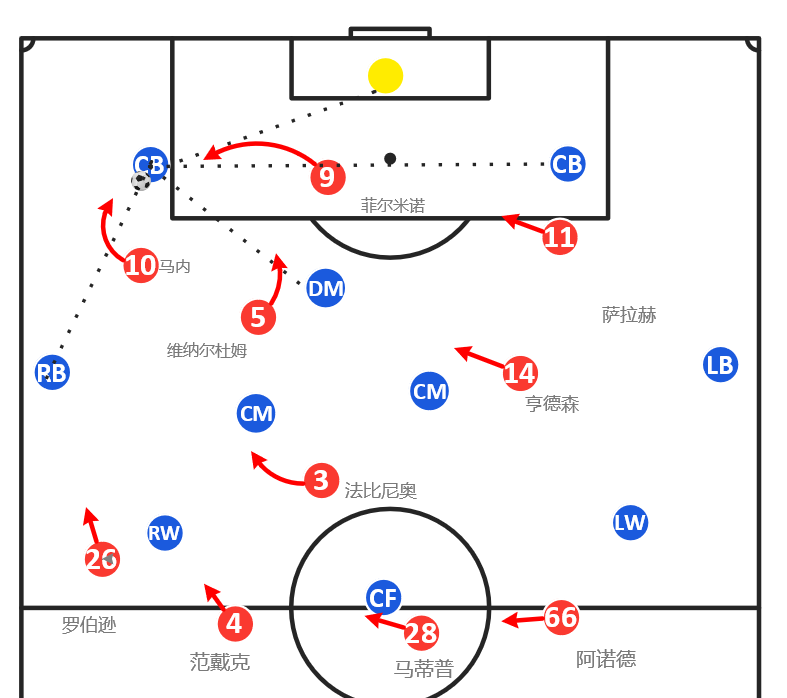 CB
CB
9
菲尔米诺
11
10
马内
DM
5
萨拉赫
维纳尔杜姆
LB
RB
14
CM
亨德森
CM
3
法比尼奥
LW
RW
26
CF
66
4
28
罗伯逊
阿诺德
范戴克
马蒂普